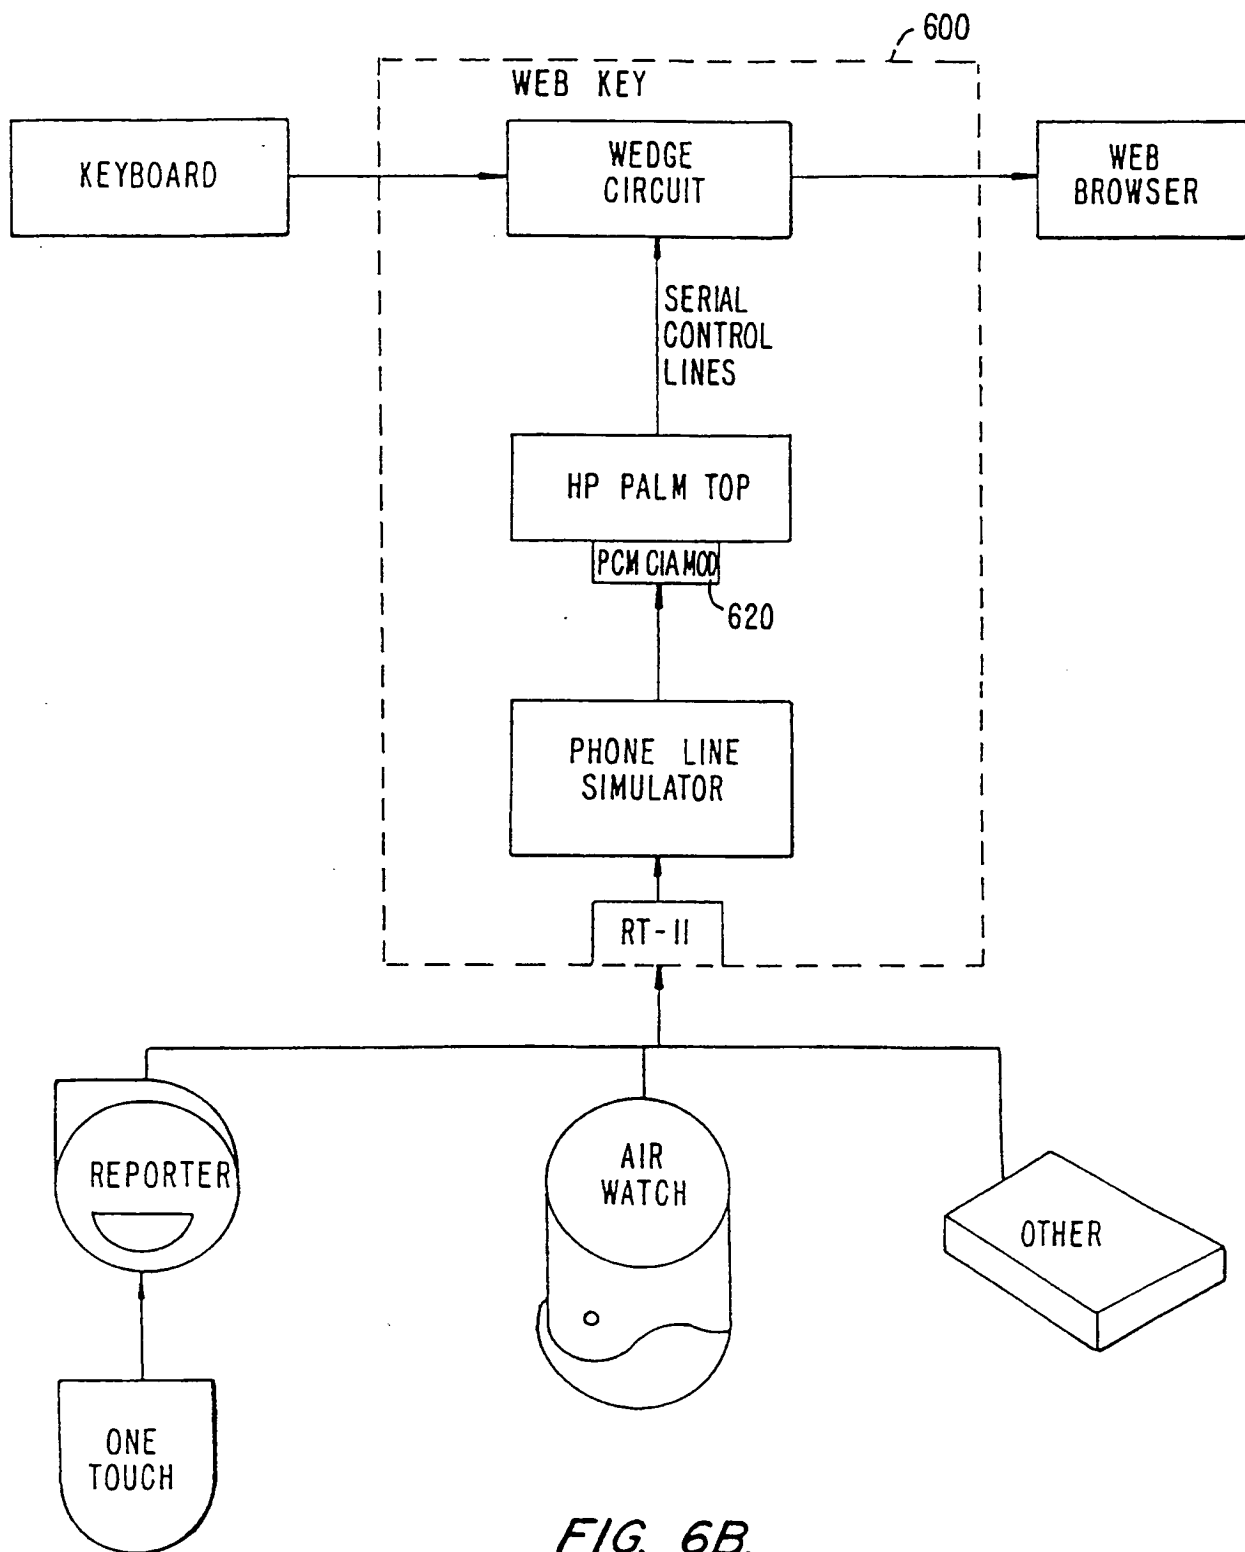 600
WEB KEY
KEYBOARD
WEDGE
CIRCUIT
WEB
BROWSER
SERIAL
CONTROL
LINES
HP PALM TOP
PCMCIA MOD
620
PHONE LINE
SIMULATOR
RT-11
REPORTER
AIR
WATCH
OTHER
ONE
TOUCH
FIG. 6B.